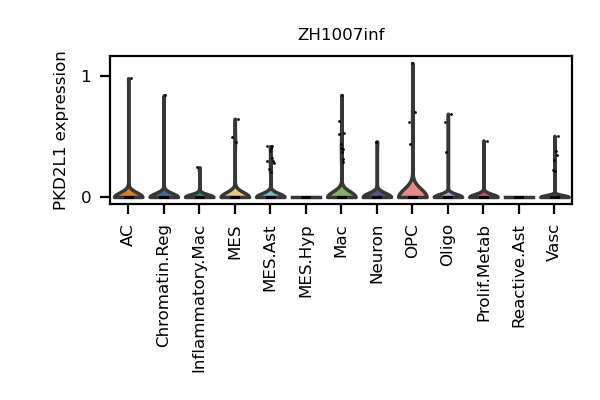 ZH1007inf
PKD2L1 expression
1
0
AC
Chromatin.Reg
Inflammatory.Mac
MES
MES.Ast
MES.Hyp
Mac
Neuron
OPC
Oligo
Prolif.Metab
Reactive.Ast
Vasc